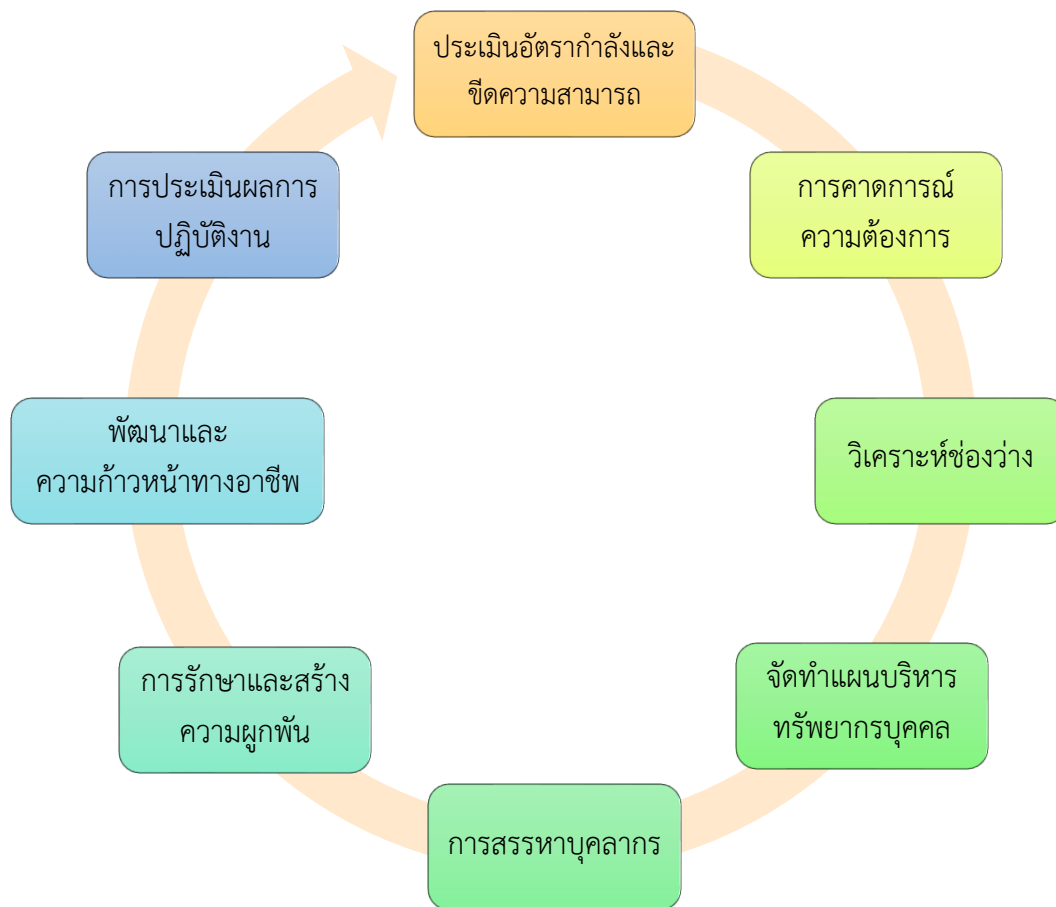 ประเมินอัตรากำลังและ
ขีดความสามารถ
การคาดการณ์
ความต้องการ
วิเคราะห์ช่องว่าง
จัดทำแผนบริหาร
ทรัพยากรบุคคล
การสรรหาบุคลากร
การรักษาและสร้าง
ความผูกพัน
พัฒนาและ
ความก้าวหน้าทางอาชีพ
การประเมินผลการ
ปฏิบัติงาน